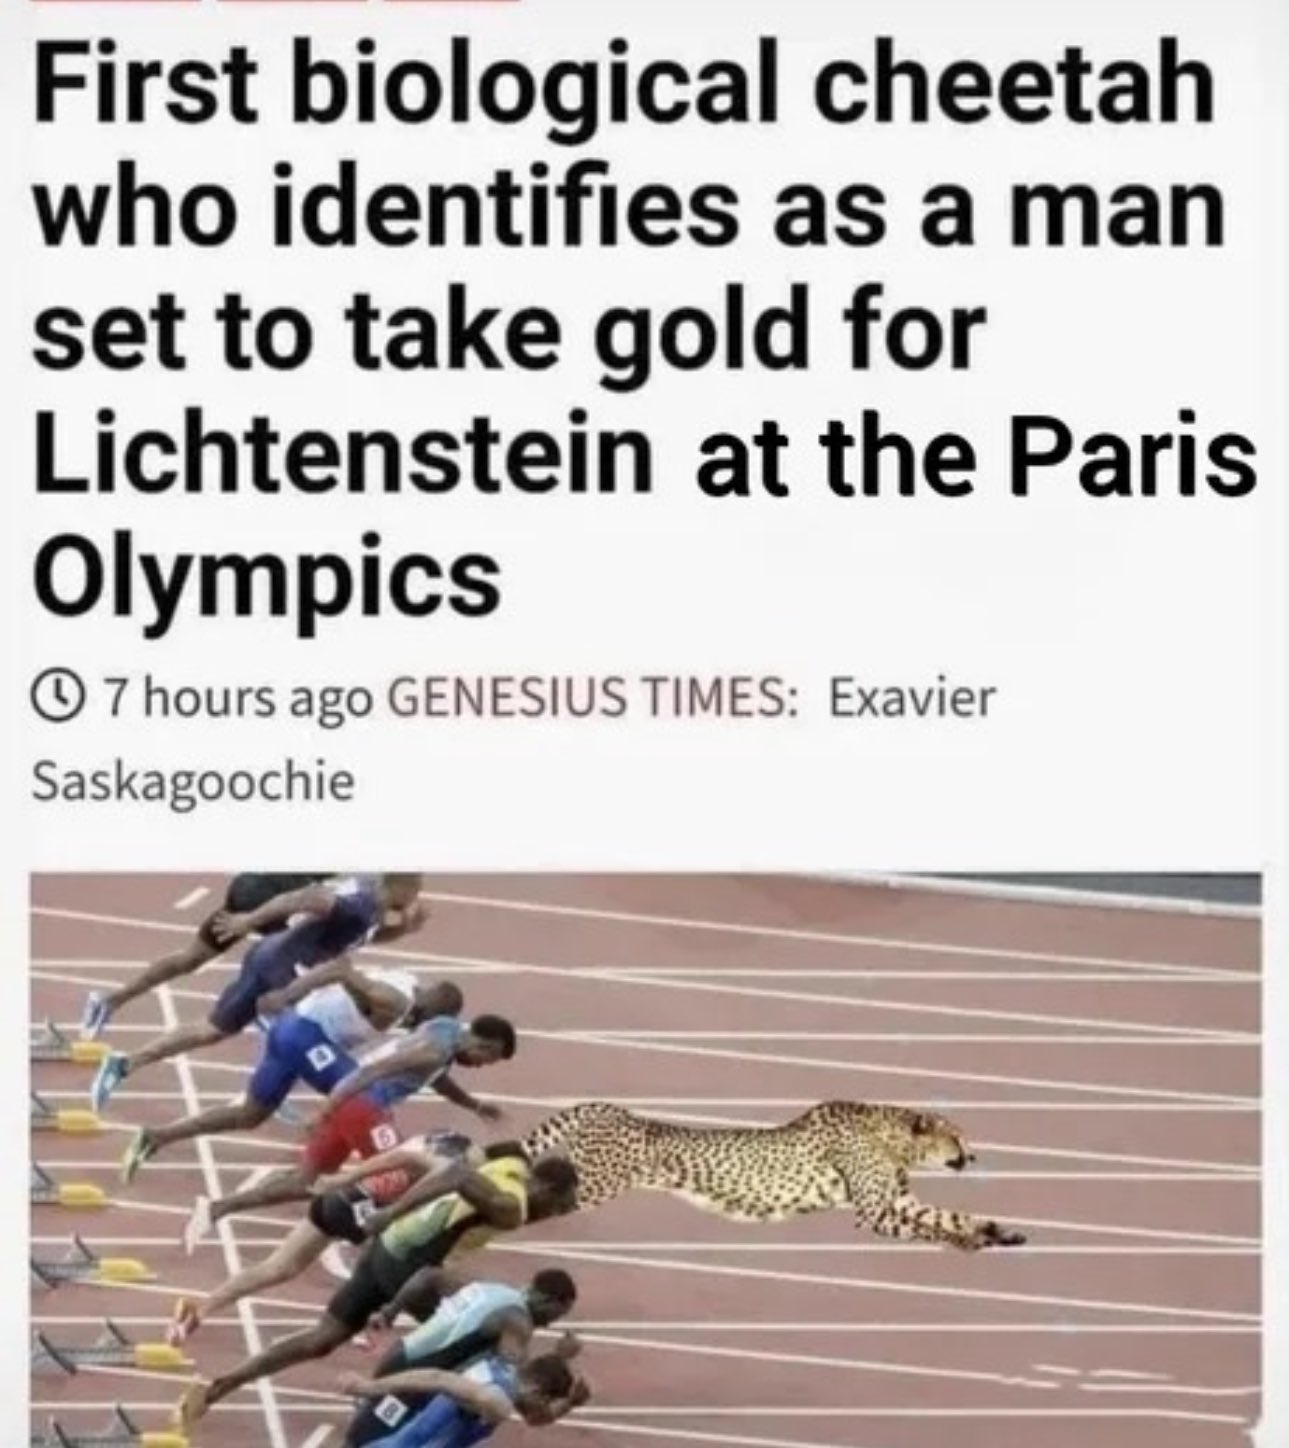 First biological cheetah
who identifies as a man
set to take gold for
Lichtenstein at the Paris
Olympics
7 hours ago GENESIUS TIMES: Exavier
Saskagoochie